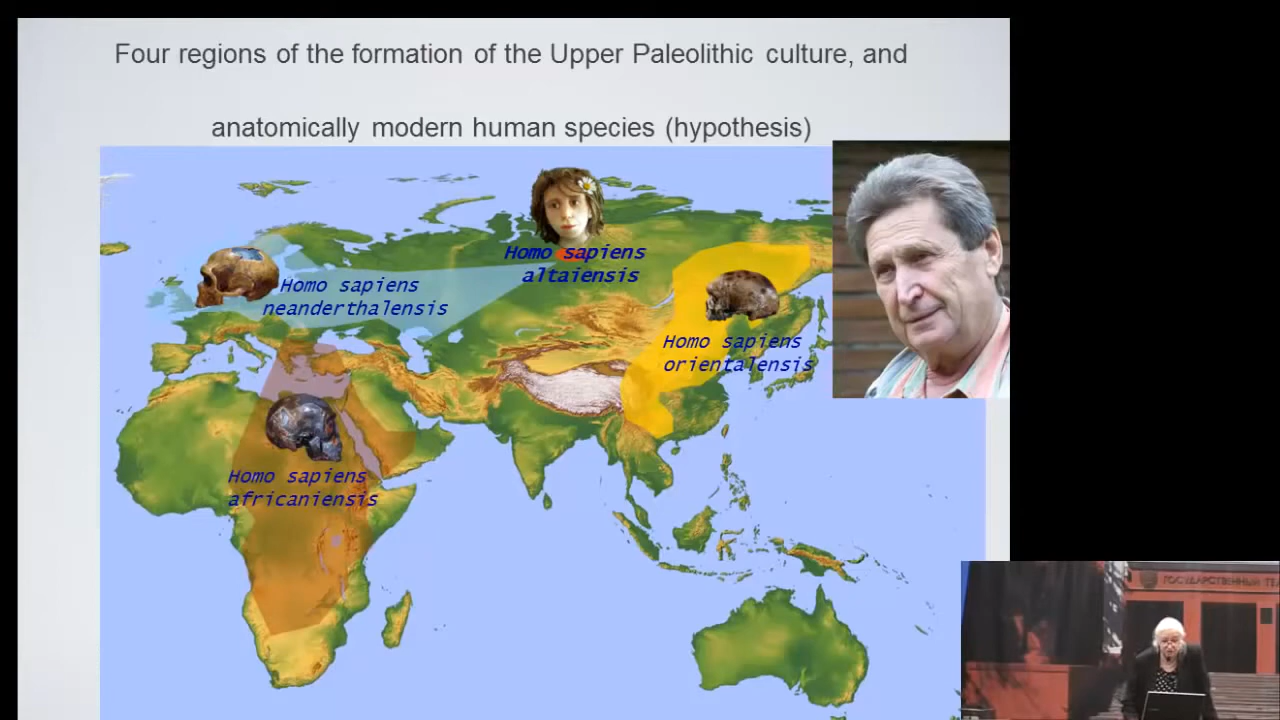 Four regions of the formation of the Upper Paleolithic culture, and
anatomically modern human species (hypothesis)
Homo sapiens
altaiensis
Homo sapiens
neanderthalensis
Homo sapiens
orientalensis
Homo sapiens
africaniensis
ГОСУДАРСТВЕННЫЙ